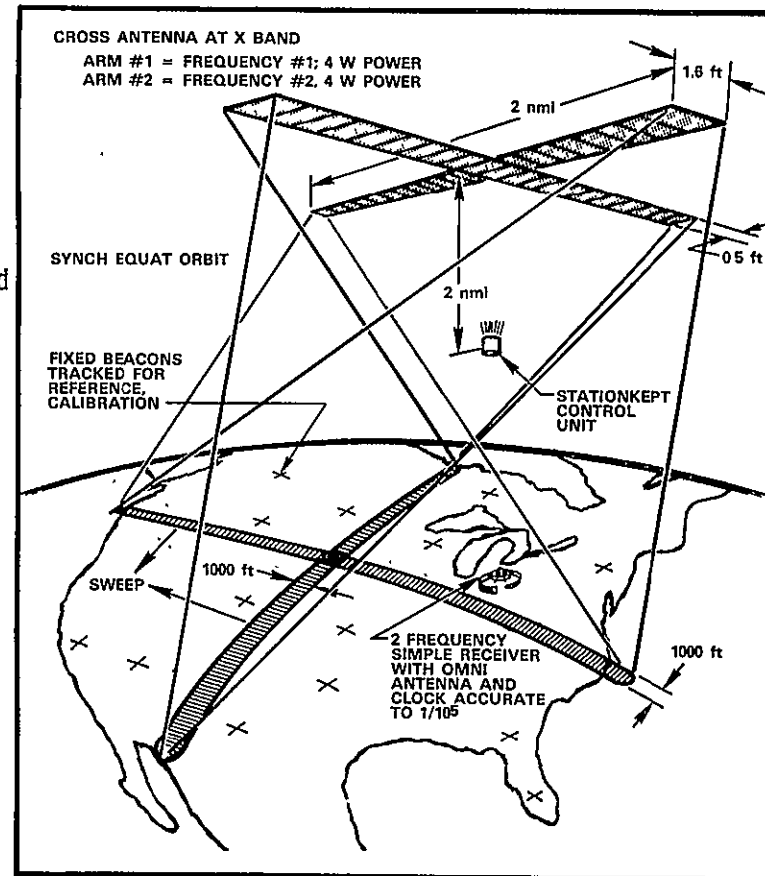 CROSS ANTENNA AT X BAND
ARM #1 = FREQUENCY #1; 4 W POWER
ARM #2 = FREQUENCY #2, 4 W POWER
1.6 ft
2 nmi
SYNCH EQUAT ORBIT
2 nmi
05 ft
d
FIXED BEACONS
TRACKED FOR
REFERENCE,
CALIBRATION
STATIONKEPT
CONTROL
UNIT
SWEEP
1000 ft
2 FREQUENCY
SIMPLE RECEIVER
WITH OMNI
ANTENNA AND
CLOCK ACCURATE
TO 1/10⁵
1000 ft